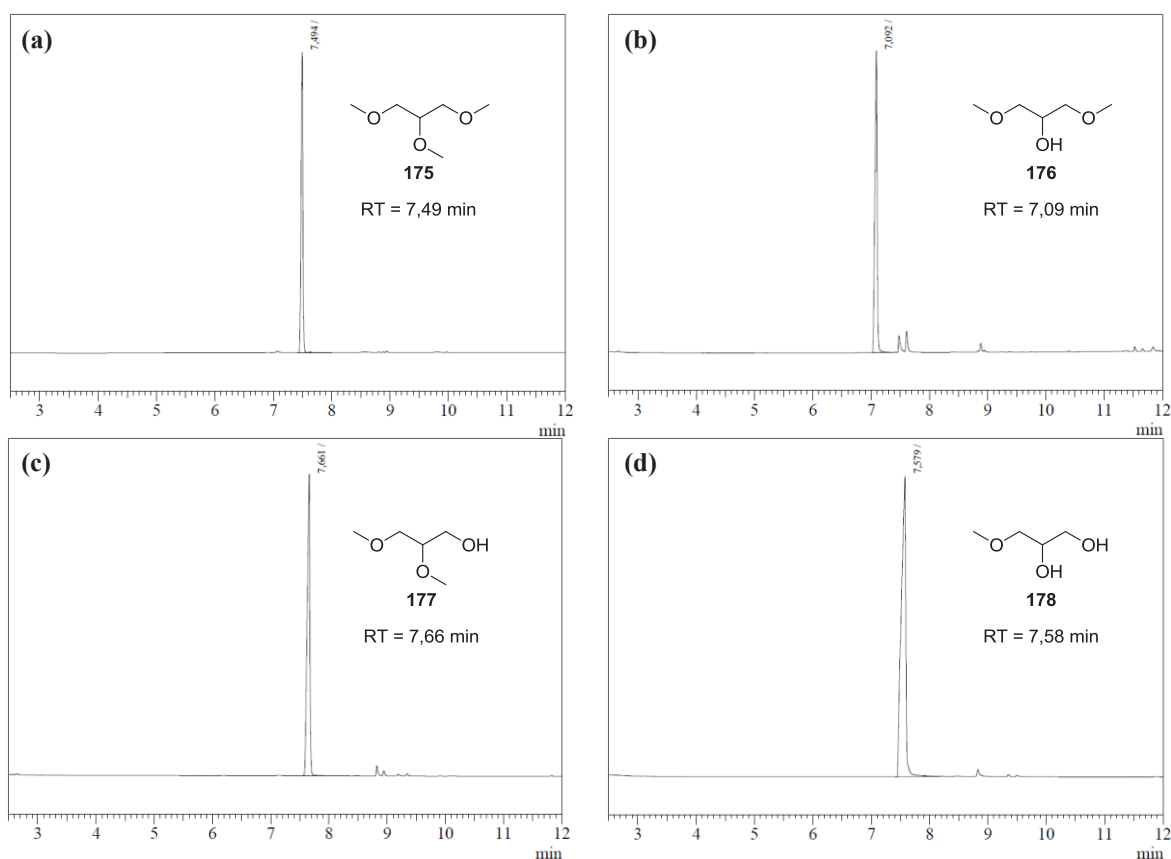 (a)
7,494 /
O
O
O
175
RT = 7,49 min
3 4 5 6 7 8 9 10 11 12
min
(b)
7,092 /
O
O
OH
176
RT = 7,09 min
3 4 5 6 7 8 9 10 11 12
min
(c)
7,661 /
O
OH
O
177
RT = 7,66 min
3 4 5 6 7 8 9 10 11 12
min
(d)
7,579 /
O
OH
OH
178
RT = 7,58 min
3 4 5 6 7 8 9 10 11 12
min